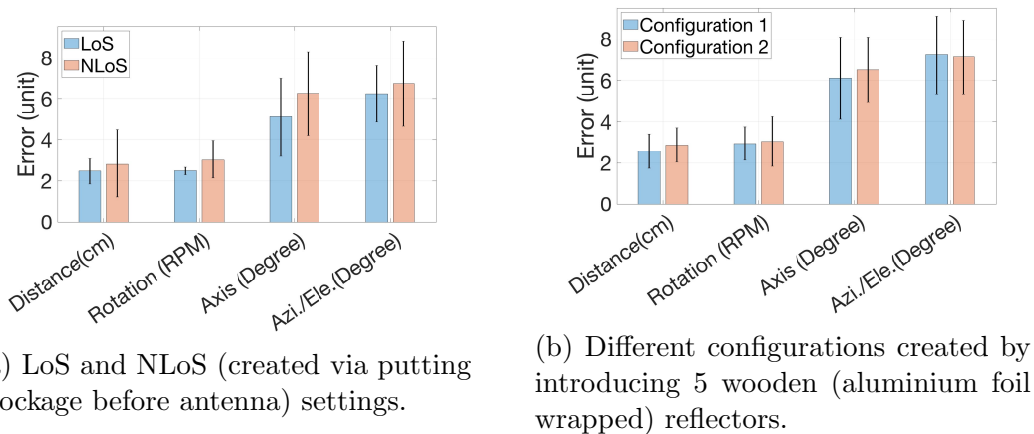 LoS
NLoS
Error (unit)
8
6
4
2
0
Distance(cm)
Rotation (RPM)
Axis (Degree)
Azi./Ele.(Degree)
) LoS and NLoS (created via putting
ockage before antenna) settings.
Configuration 1
Configuration 2
Error (unit)
8
6
4
2
0
Distance(cm)
Rotation (RPM)
Axis (Degree)
Azi./Ele.(Degree)
(b) Different configurations created by
introducing 5 wooden (aluminium foil
wrapped) reflectors.